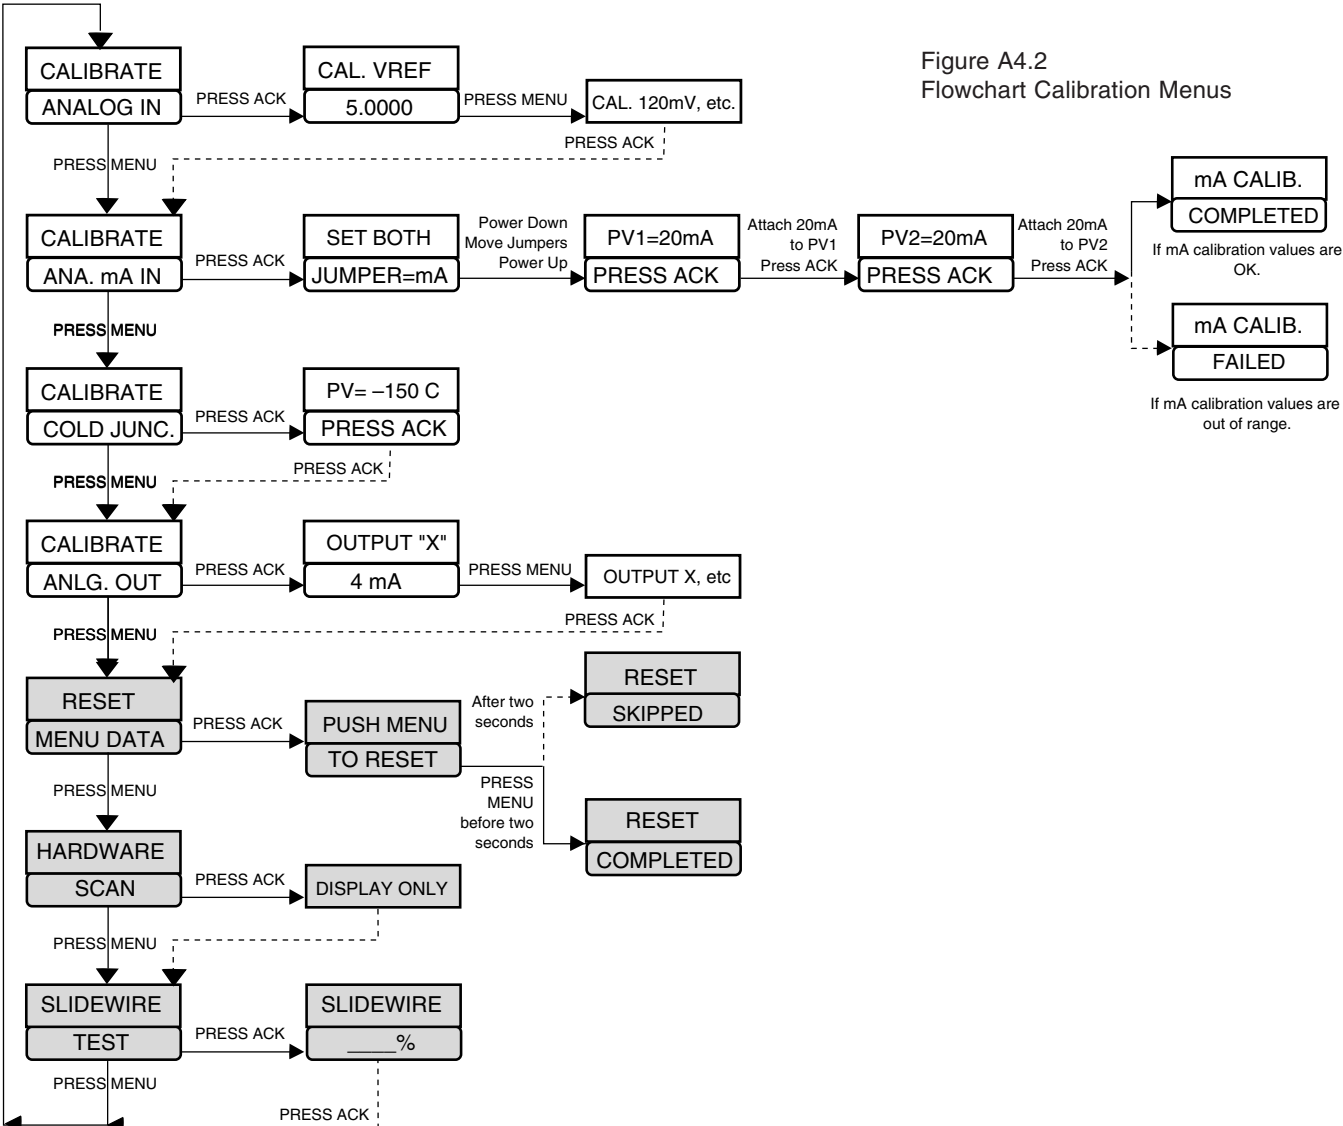 Figure A4.2
Flowchart Calibration Menus
CALIBRATE
ANALOG IN
PRESS ACK
CAL. VREF
5.0000
PRESS MENU
CAL. 120mV, etc.
PRESS ACK
PRESS MENU
CALIBRATE
ANA. mA IN
PRESS ACK
SET BOTH
JUMPER=mA
Power Down
Move Jumpers
Power Up
PV1=20mA
PRESS ACK
Attach 20mA
to PV1
Press ACK
PV2=20mA
PRESS ACK
Attach 20mA
to PV2
Press ACK
mA CALIB.
COMPLETED
If mA calibration values are
OK.
mA CALIB.
FAILED
If mA calibration values are
out of range.
PRESS MENU
CALIBRATE
COLD JUNC.
PRESS ACK
PV= –150 C
PRESS ACK
PRESS ACK
PRESS MENU
CALIBRATE
ANLG. OUT
PRESS ACK
OUTPUT "X"
4 mA
PRESS MENU
OUTPUT X, etc
PRESS ACK
PRESS MENU
RESET
MENU DATA
PRESS ACK
PUSH MENU
TO RESET
After two
seconds
RESET
SKIPPED
PRESS
MENU
before two
seconds
RESET
COMPLETED
PRESS MENU
HARDWARE
SCAN
PRESS ACK
DISPLAY ONLY
PRESS MENU
SLIDEWIRE
TEST
PRESS ACK
SLIDEWIRE
____%
PRESS MENU
PRESS ACK